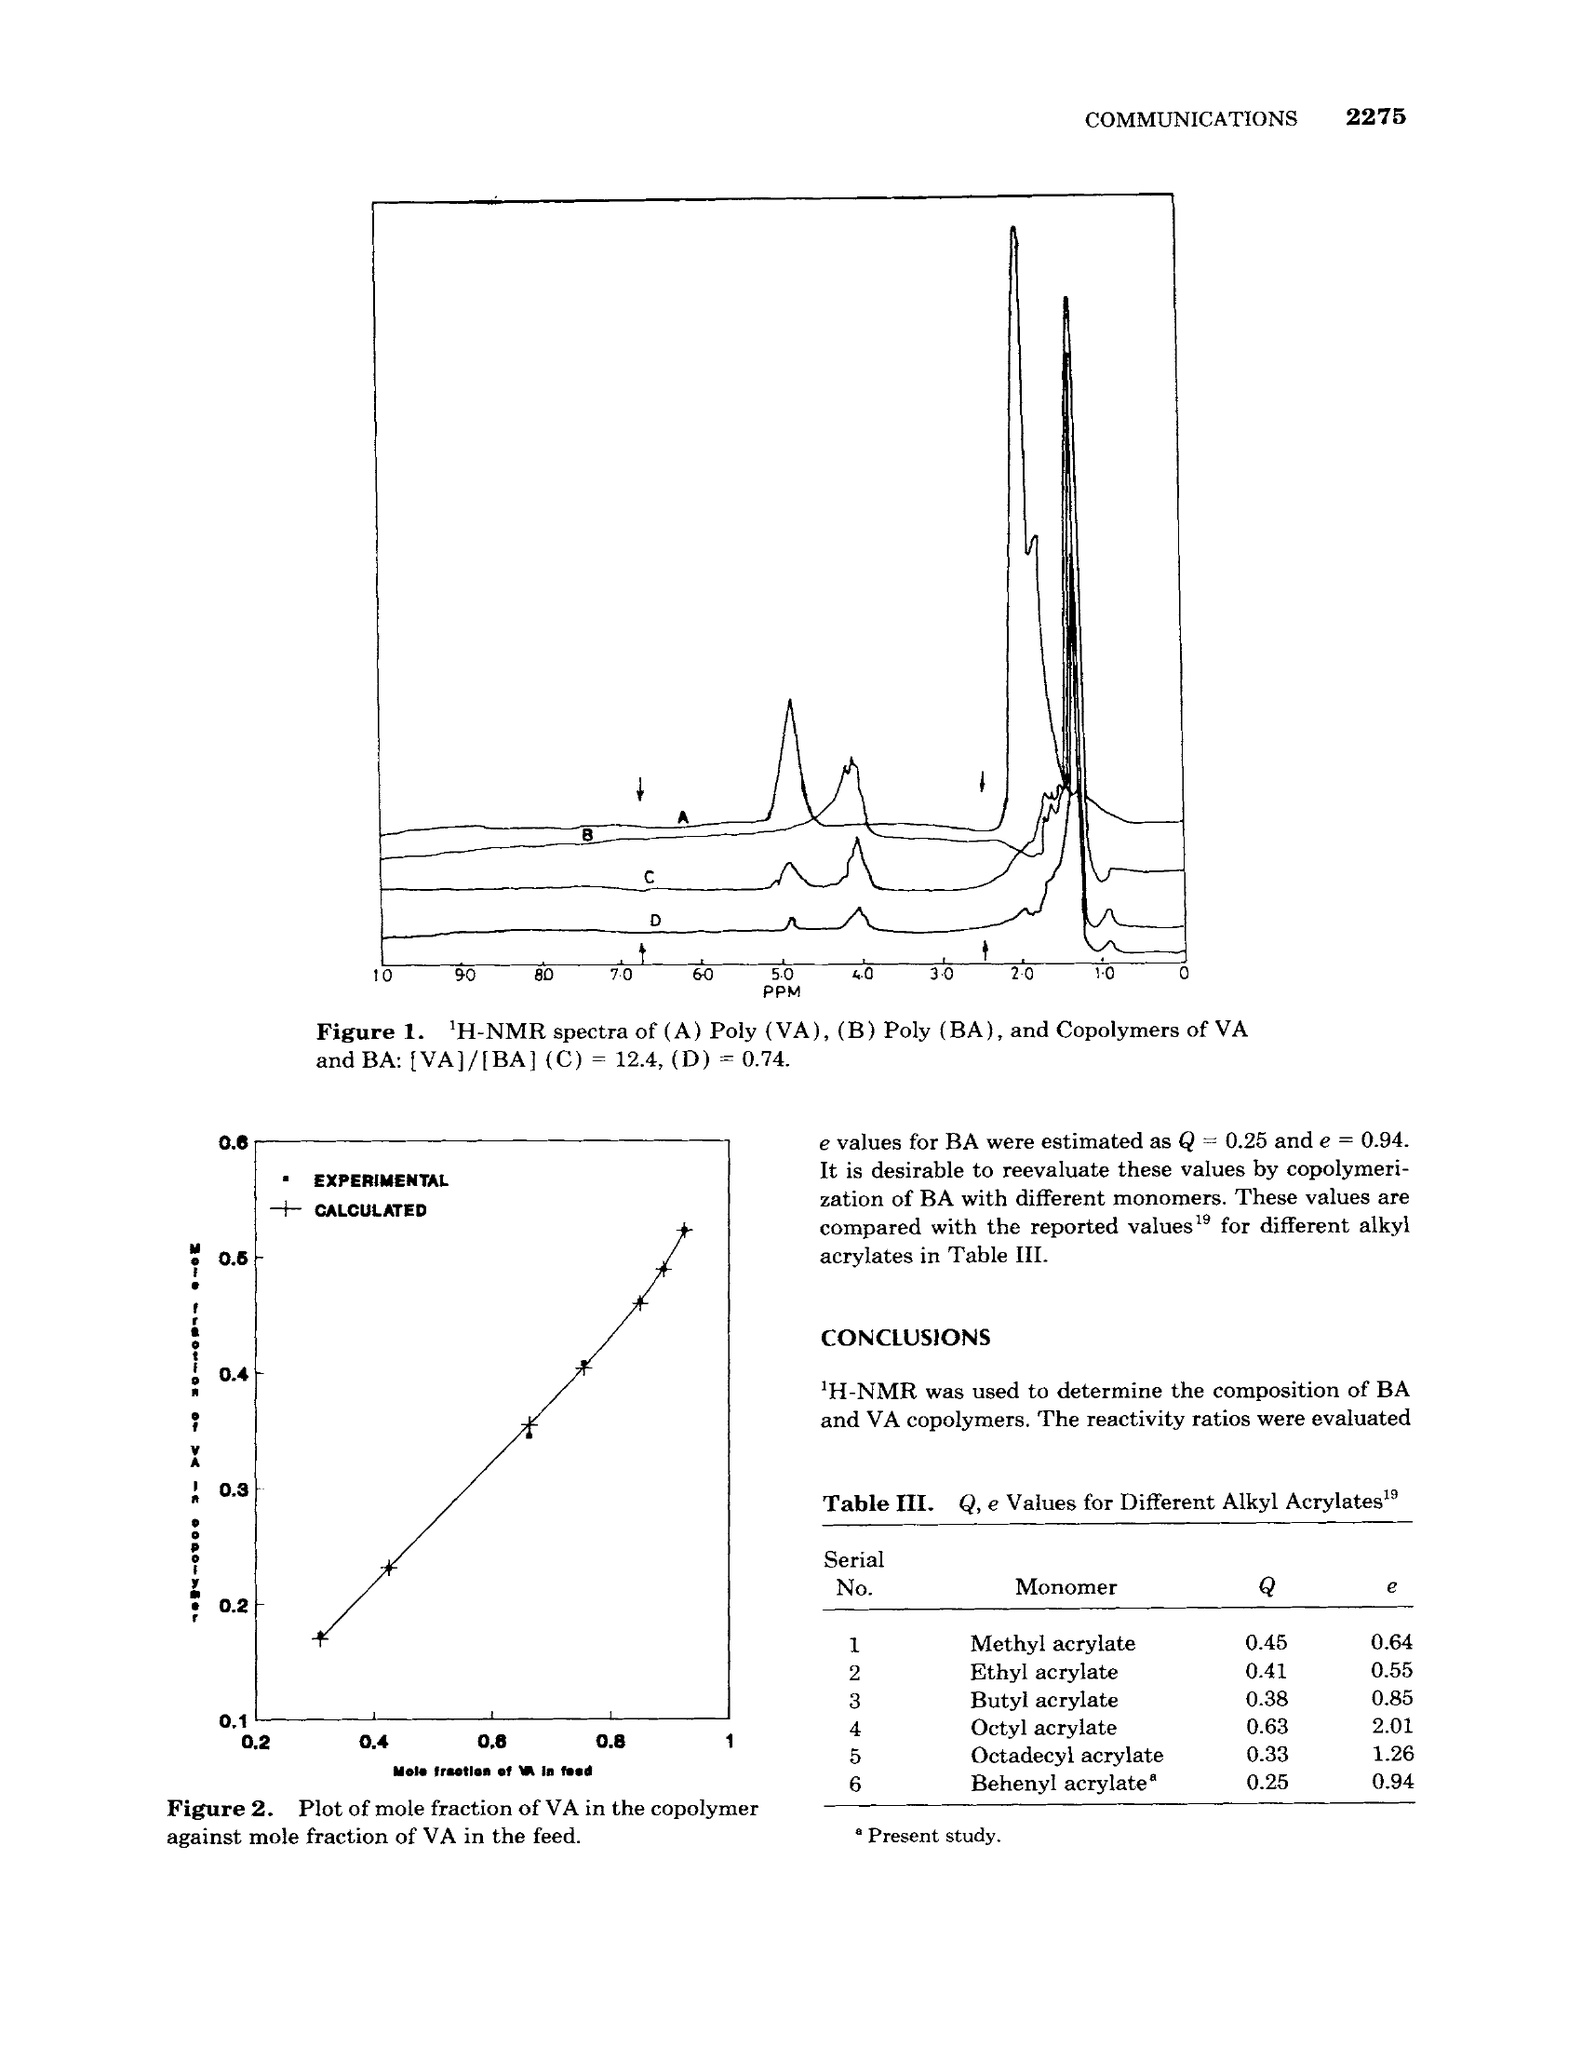 COMMUNICATIONS 2275
A
B
C
D
10 9.0 8.0 7.0 6.0 5.0 4.0 3.0 2.0 1.0 0
PPM
Figure 1. ¹H-NMR spectra of (A) Poly (VA), (B) Poly (BA), and Copolymers of VA
and BA: [VA]/[BA] (C) = 12.4, (D) = 0.74.
0.6
EXPERIMENTAL
CALCULATED
0.5
0.4
0.3
0.2
0.1
Mole fraction of VA in copolymer
0.2 0.4 0.6 0.8 1
Mole fraction of VA in feed
Figure 2. Plot of mole fraction of VA in the copolymer
against mole fraction of VA in the feed.
e values for BA were estimated as Q = 0.25 and e = 0.94.
It is desirable to reevaluate these values by copolymeri-
zation of BA with different monomers. These values are
compared with the reported values¹⁹ for different alkyl
acrylates in Table III.
CONCLUSIONS
¹H-NMR was used to determine the composition of BA
and VA copolymers. The reactivity ratios were evaluated
Table III. Q, e Values for Different Alkyl Acrylates¹⁹
Serial
No. Monomer Q e
1 Methyl acrylate 0.45 0.64
2 Ethyl acrylate 0.41 0.55
3 Butyl acrylate 0.38 0.85
4 Octyl acrylate 0.63 2.01
5 Octadecyl acrylate 0.33 1.26
6 Behenyl acrylateᵃ 0.25 0.94
ᵃ Present study.